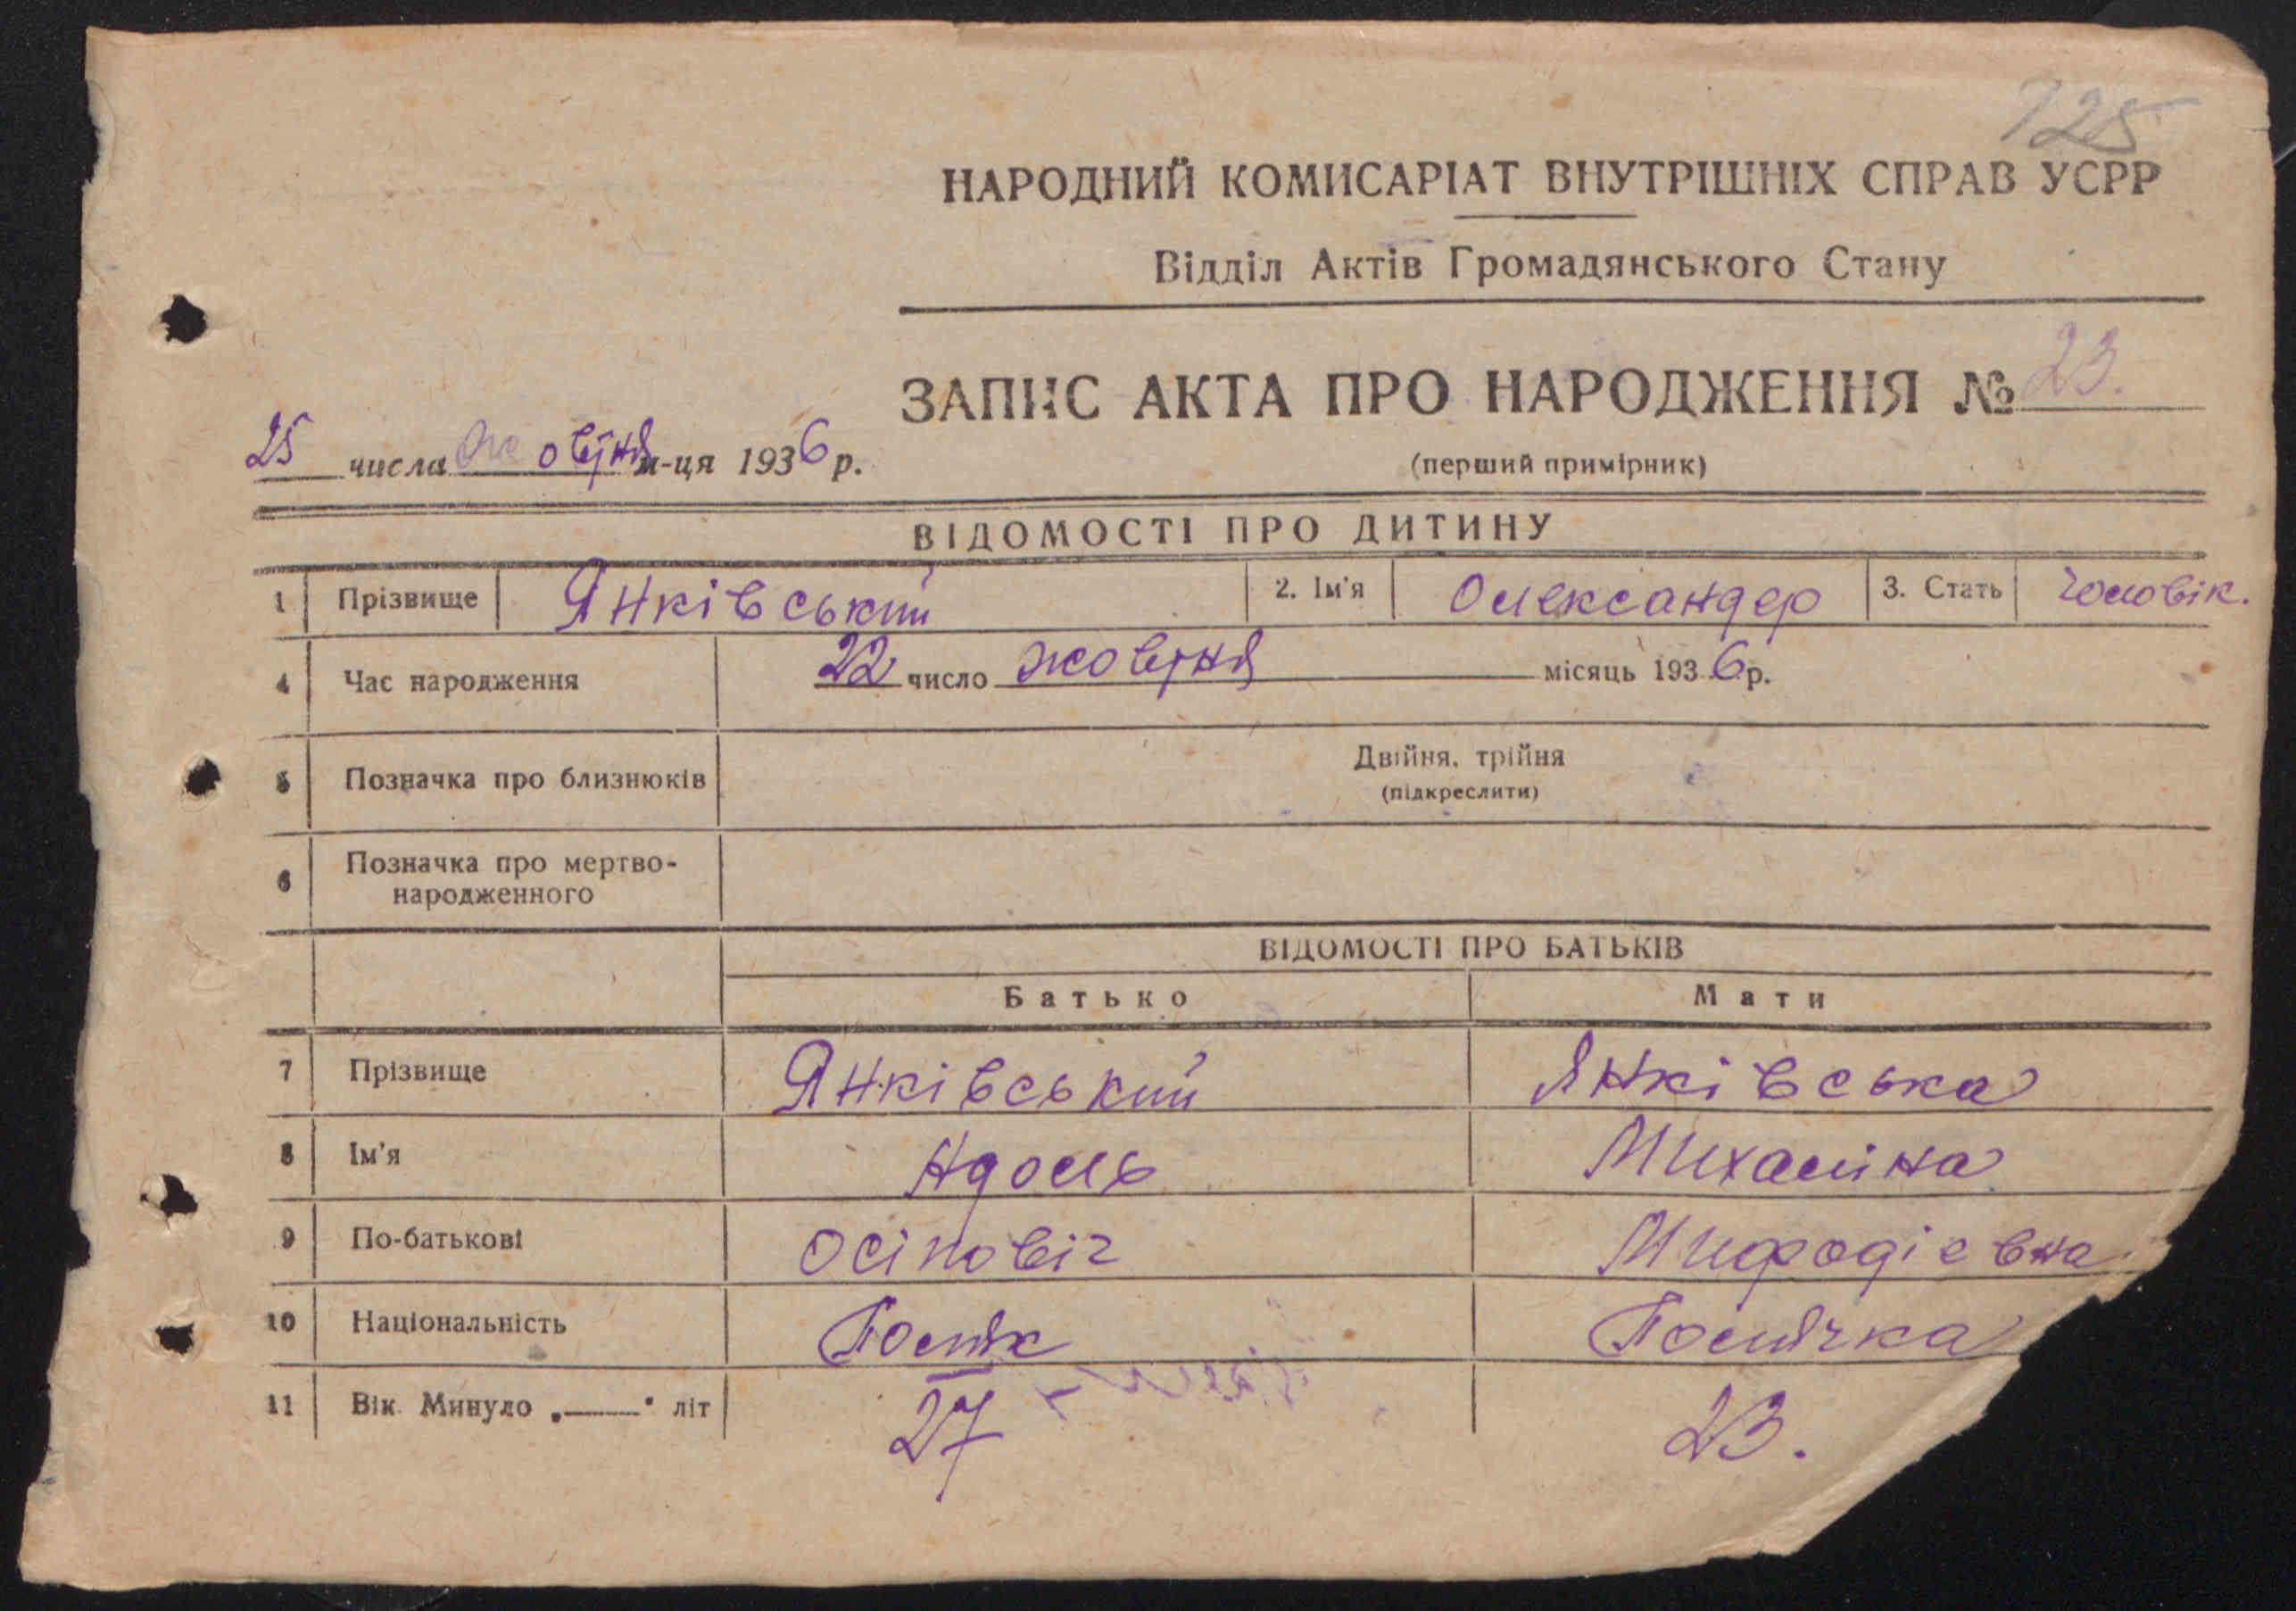 125
НАРОДНИЙ КОМИСАРІАТ ВНУТРІШНІХ СПРАВ УСРР
Відділ Актів Громадянського Стану
ЗАПИС АКТА ПРО НАРОДЖЕННЯ № 23.
25 числа жовтня м-ця 1936 р.
(перший примірник)
ВІДОМОСТІ ПРО ДИТИНУ
1 Прізвище Янківський 2. Ім'я Олександер 3. Стать Чоловік.
4 Час народження 22 число жовтня місяць 1936 р.
5 Позначка про близнюків Двійня, трійня
(підкреслити)
6 Позначка про мертво-
народженного
ВІДОМОСТІ ПРО БАТЬКІВ
Батько Мати
7 Прізвище Янківський Янківська
8 Ім'я Адоль Михаліна
9 По-батькові Осіповіч Мифодієвна
10 Національність Поляк Полячка
11 Вік Минуло „—“ літ 27 23.